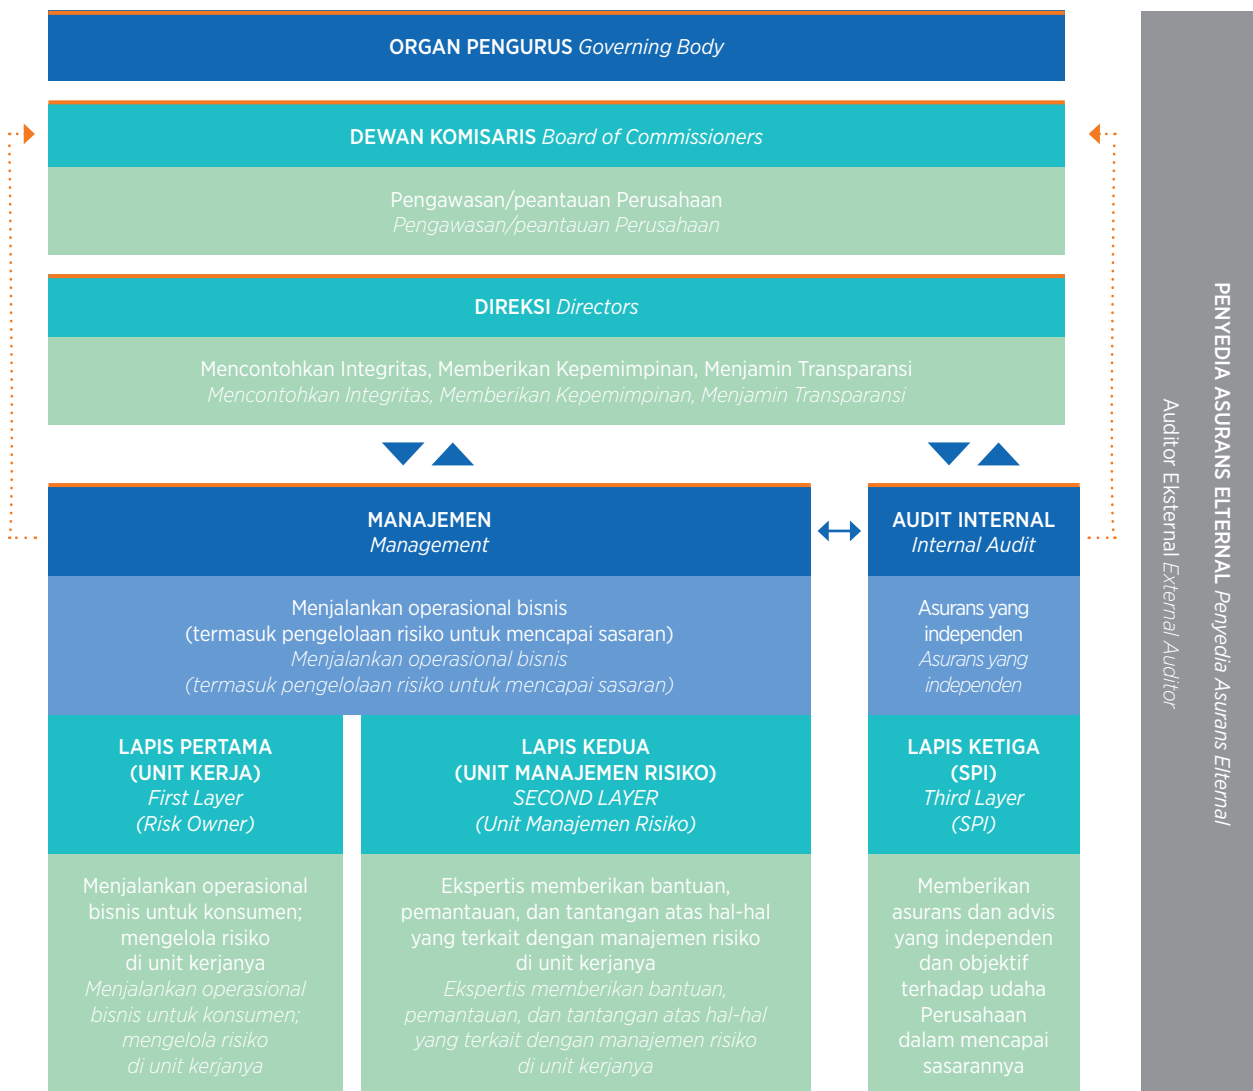 ORGAN PENGURUS Governing Body
DEWAN KOMISARIS Board of Commissioners
Pengawasan/peantauan Perusahaan
Pengawasan/peantauan Perusahaan
DIREKSI Directors
Mencontohkan Integritas, Memberikan Kepemimpinan, Menjamin Transparansi
Mencontohkan Integritas, Memberikan Kepemimpinan, Menjamin Transparansi
MANAJEMEN
Management
Menjalankan operasional bisnis
(termasuk pengelolaan risiko untuk mencapai sasaran)
Menjalankan operasional bisnis
(termasuk pengelolaan risiko untuk mencapai sasaran)
AUDIT INTERNAL
Internal Audit
Asurans yang
independen
Asurans yang
independen
LAPIS PERTAMA
(UNIT KERJA)
First Layer
(Risk Owner)
Menjalankan operasional
bisnis untuk konsumen;
mengelola risiko
di unit kerjanya
Menjalankan operasional
bisnis untuk konsumen;
mengelola risiko
di unit kerjanya
LAPIS KEDUA
(UNIT MANAJEMEN RISIKO)
SECOND LAYER
(Unit Manajemen Risiko)
Ekspertis memberikan bantuan,
pemantauan, dan tantangan atas hal-hal
yang terkait dengan manajemen risiko
di unit kerjanya
Ekspertis memberikan bantuan,
pemantauan, dan tantangan atas hal-hal
yang terkait dengan manajemen risiko
di unit kerjanya
LAPIS KETIGA
(SPI)
Third Layer
(SPI)
Memberikan
asurans dan advis
yang independen
dan objektif
terhadap udaha
Perusahaan
dalam mencapai
sasarannya
PENYEDIA ASURANS ELTERNAL Penyedia Asurans Elternal
Auditor Eksternal External Auditor